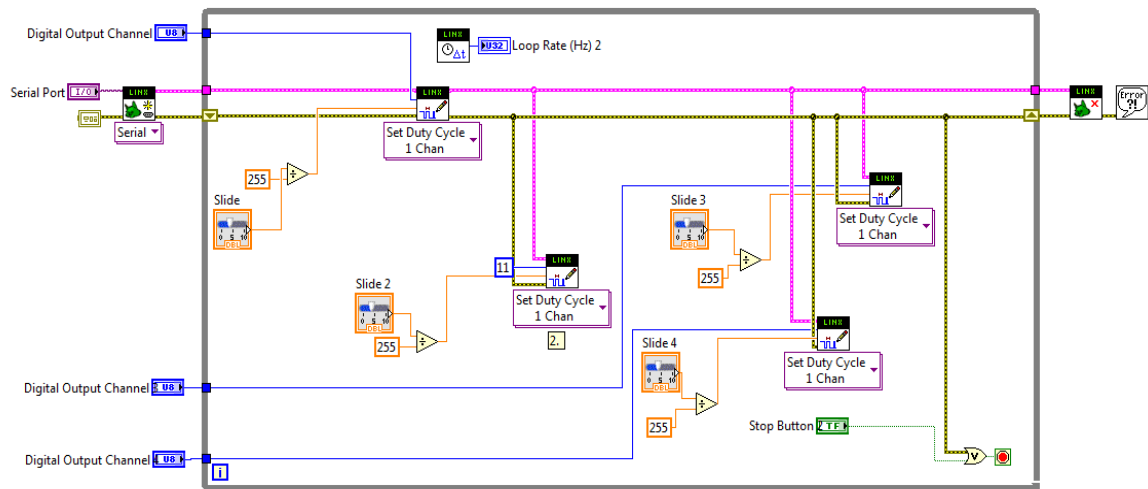 Digital Output Channel
U8
LINX
Δt
U32
Loop Rate (Hz) 2
Serial Port
I/O
LINX
Serial
LINX
Set Duty Cycle
1 Chan
LINX
Error
?!
255
Slide
0 5 10
DBL
Slide 3
0 5 10
DBL
255
LINX
Set Duty Cycle
1 Chan
Slide 2
0 5 10
DBL
255
11
LINX
Set Duty Cycle
1 Chan
2.
Slide 4
0 5 10
DBL
255
LINX
Set Duty Cycle
1 Chan
Digital Output Channel
U8
Stop Button
2
TF
V
Digital Output Channel
U8
i